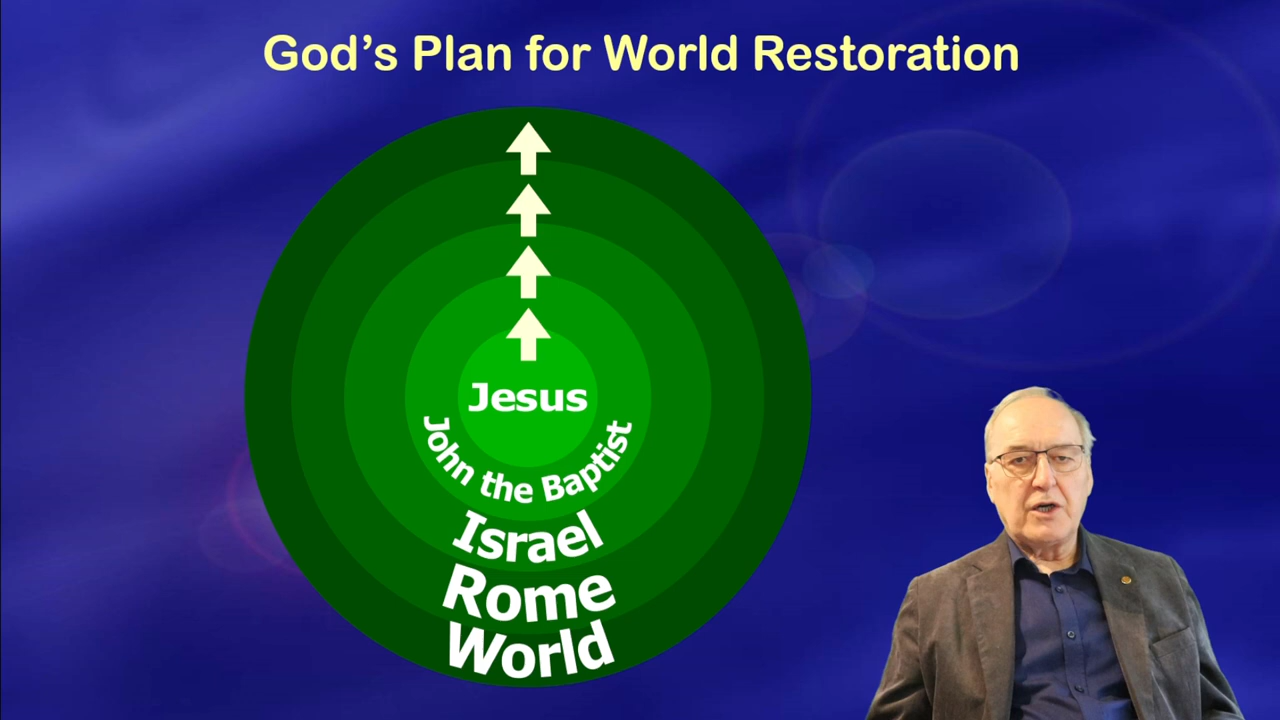 God’s Plan for World Restoration
Jesus
John the Baptist
Israel
Rome
World